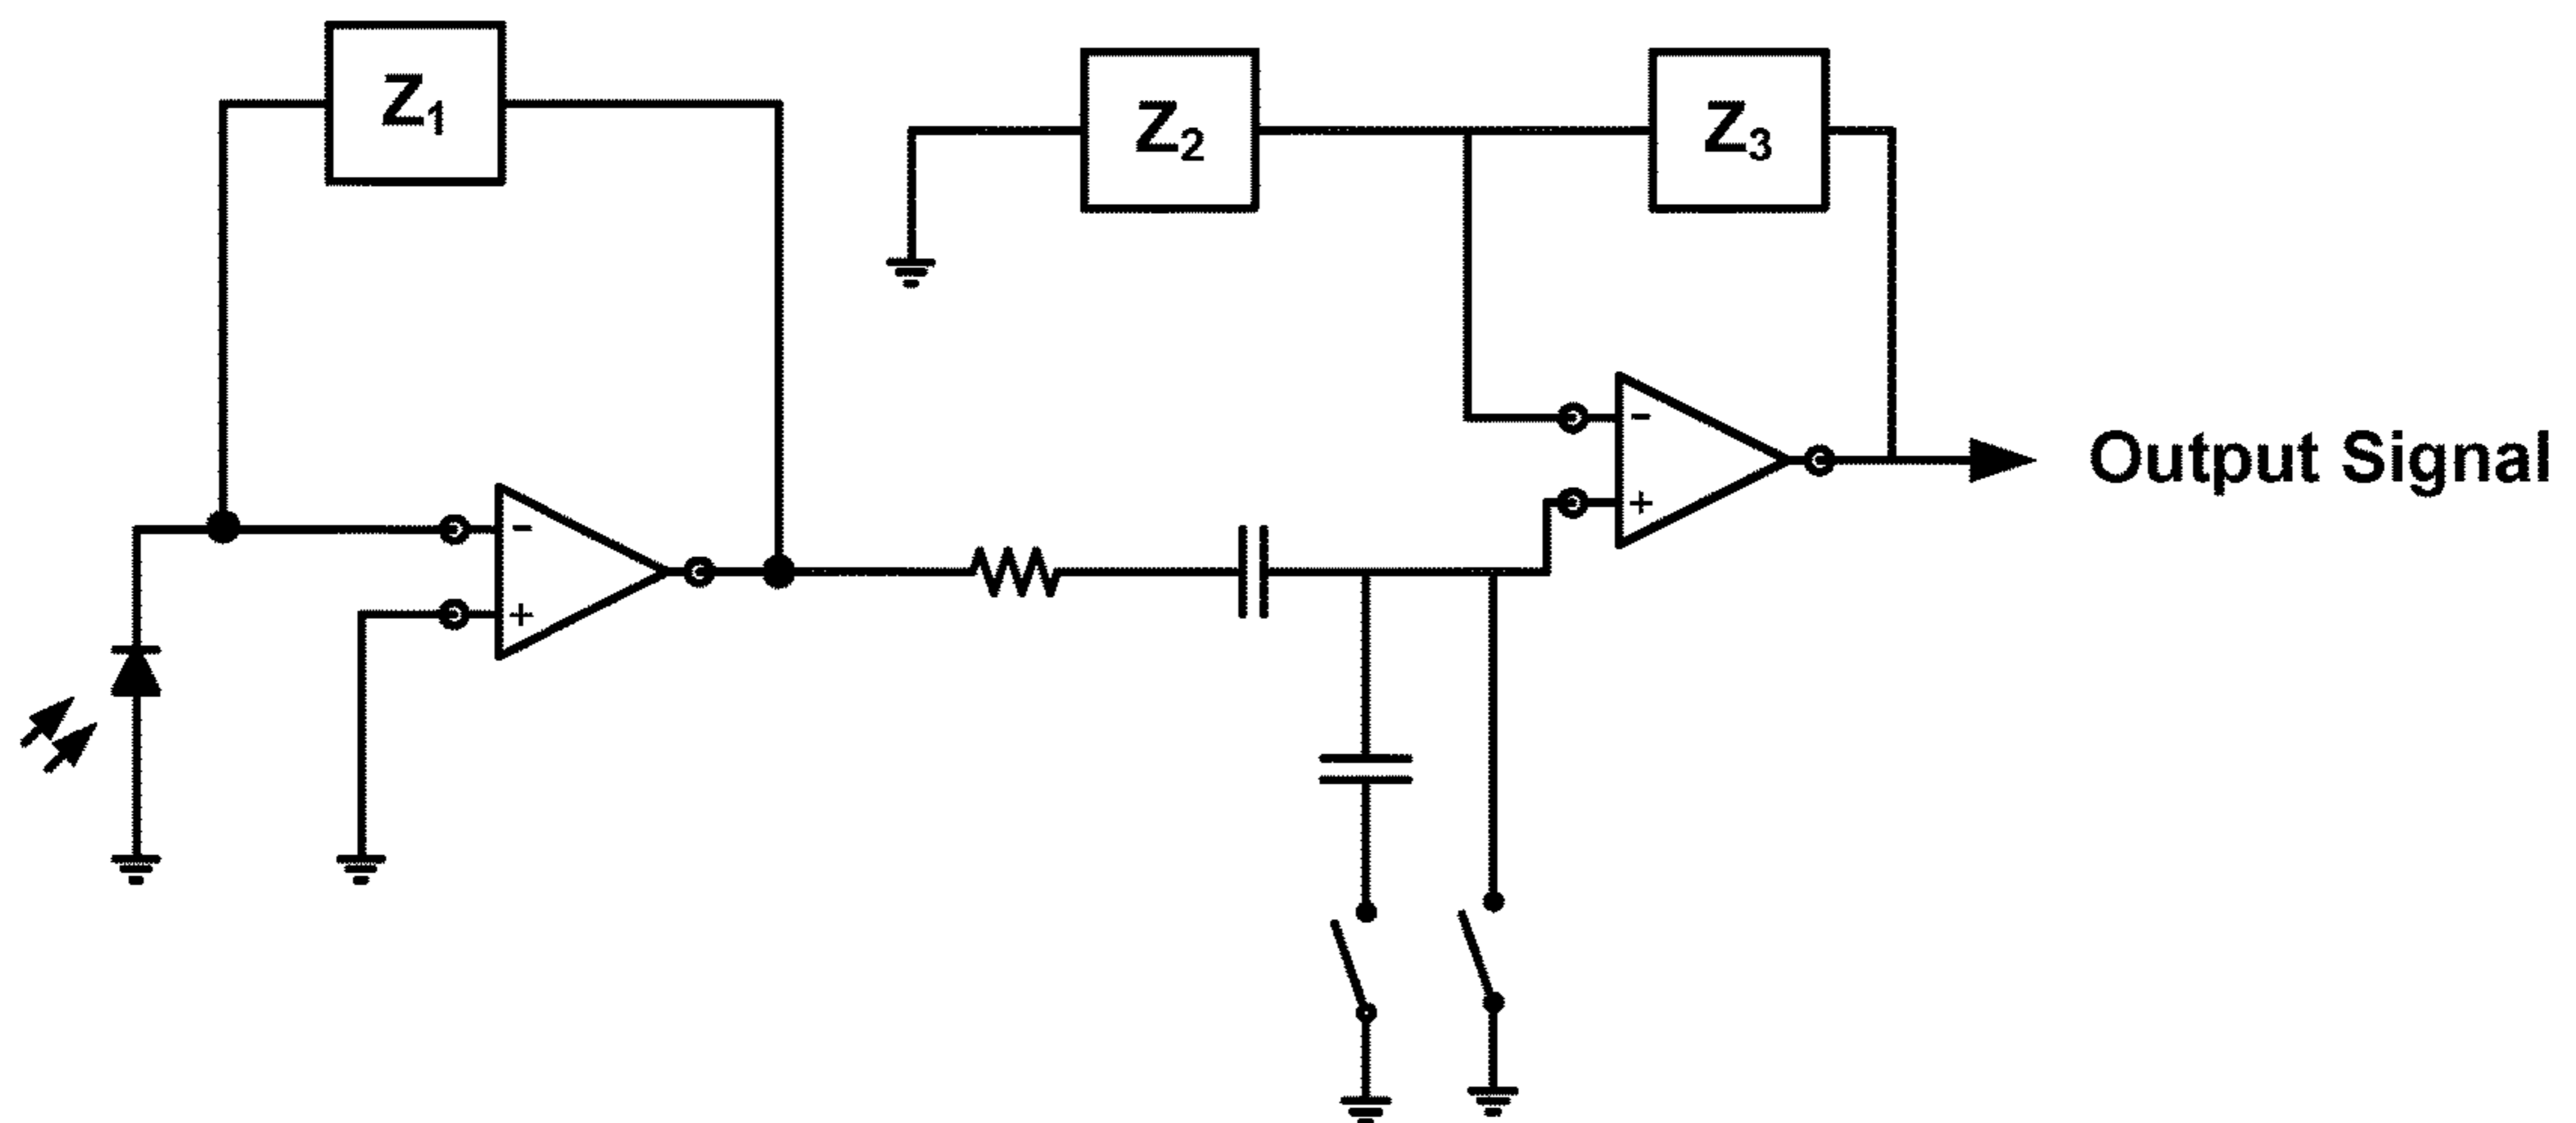 Z₁
Z₂
Z₃
-
+
-
+
Output Signal